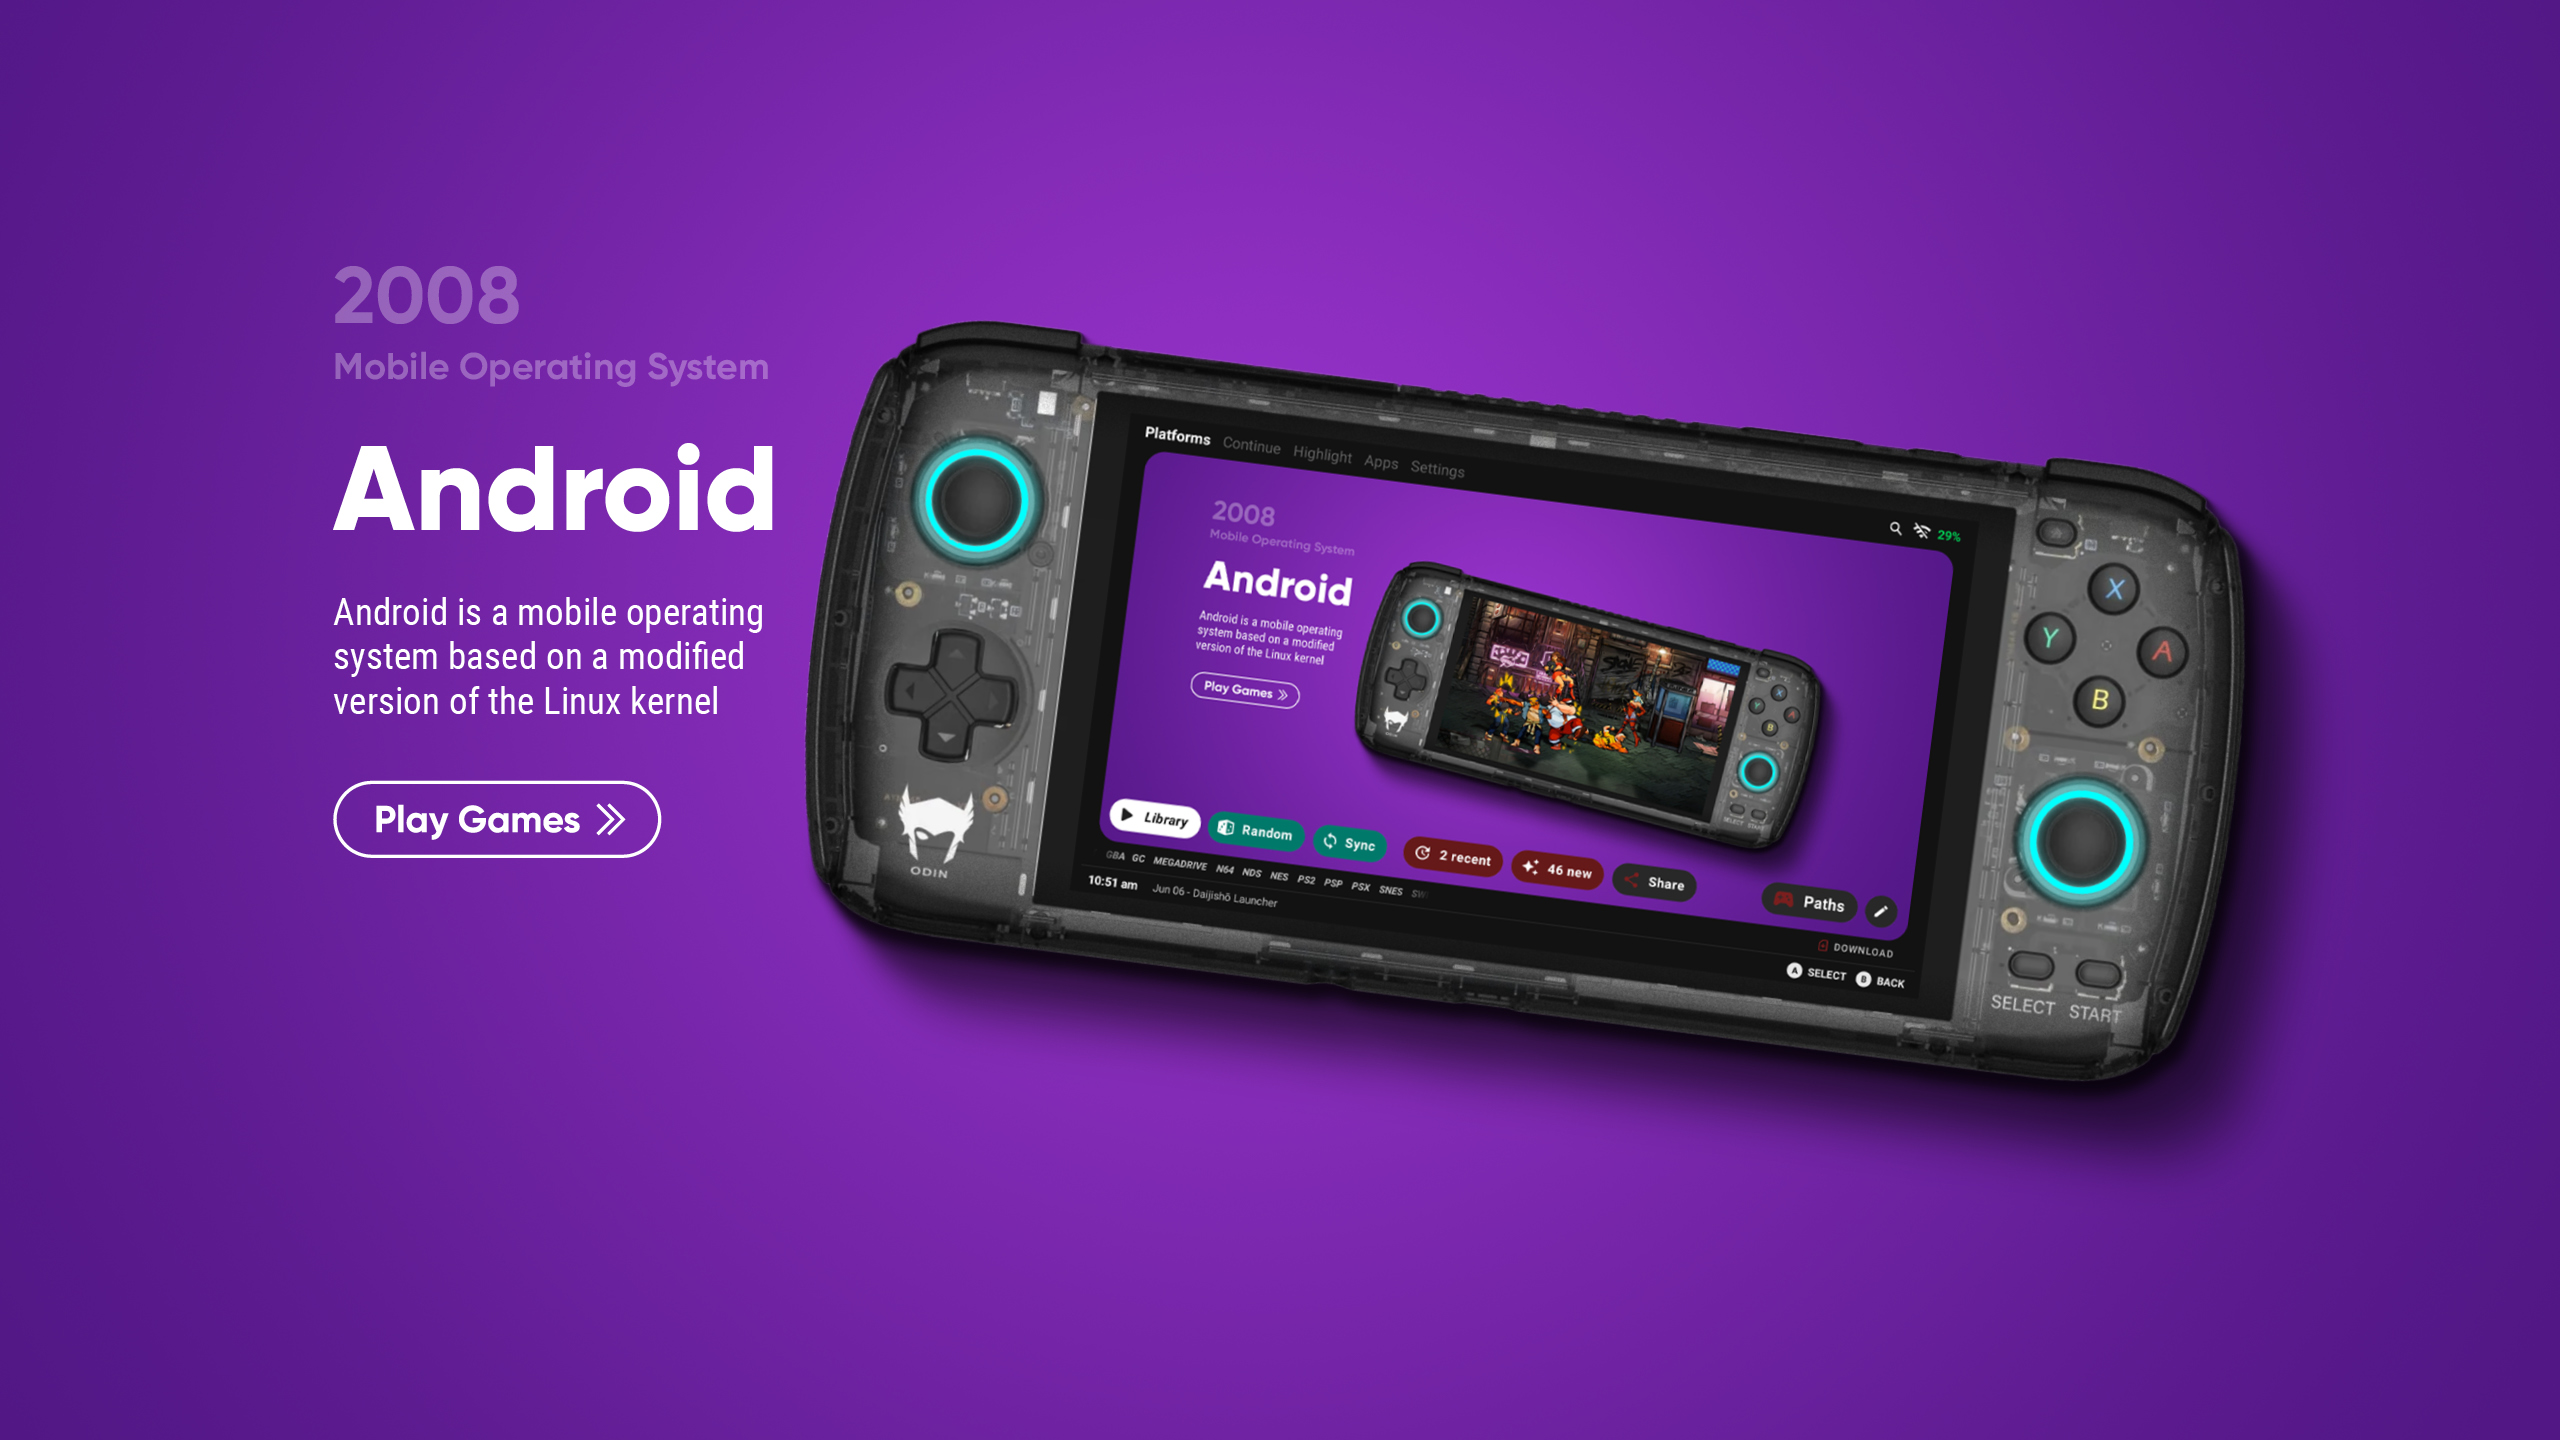 2008
Mobile Operating System
Android
Android is a mobile operating
system based on a modified
version of the Linux kernel
Play Games
Platforms Continue Highlight Apps Settings
29%
2008
Mobile Operating System
Android
Android is a mobile operating
system based on a modified
version of the Linux kernel
Play Games
Library Random Sync 2 recent 46 new Share Paths
GBA GC MEGADRIVE N64 NDS NES PS2 PSP PSX SNES
DOWNLOAD
10:51 am Jun 06 - Daijishō Launcher
A SELECT B BACK
X
Y A
B
ODIN
SELECT START
X
Y A
B
SELECT START